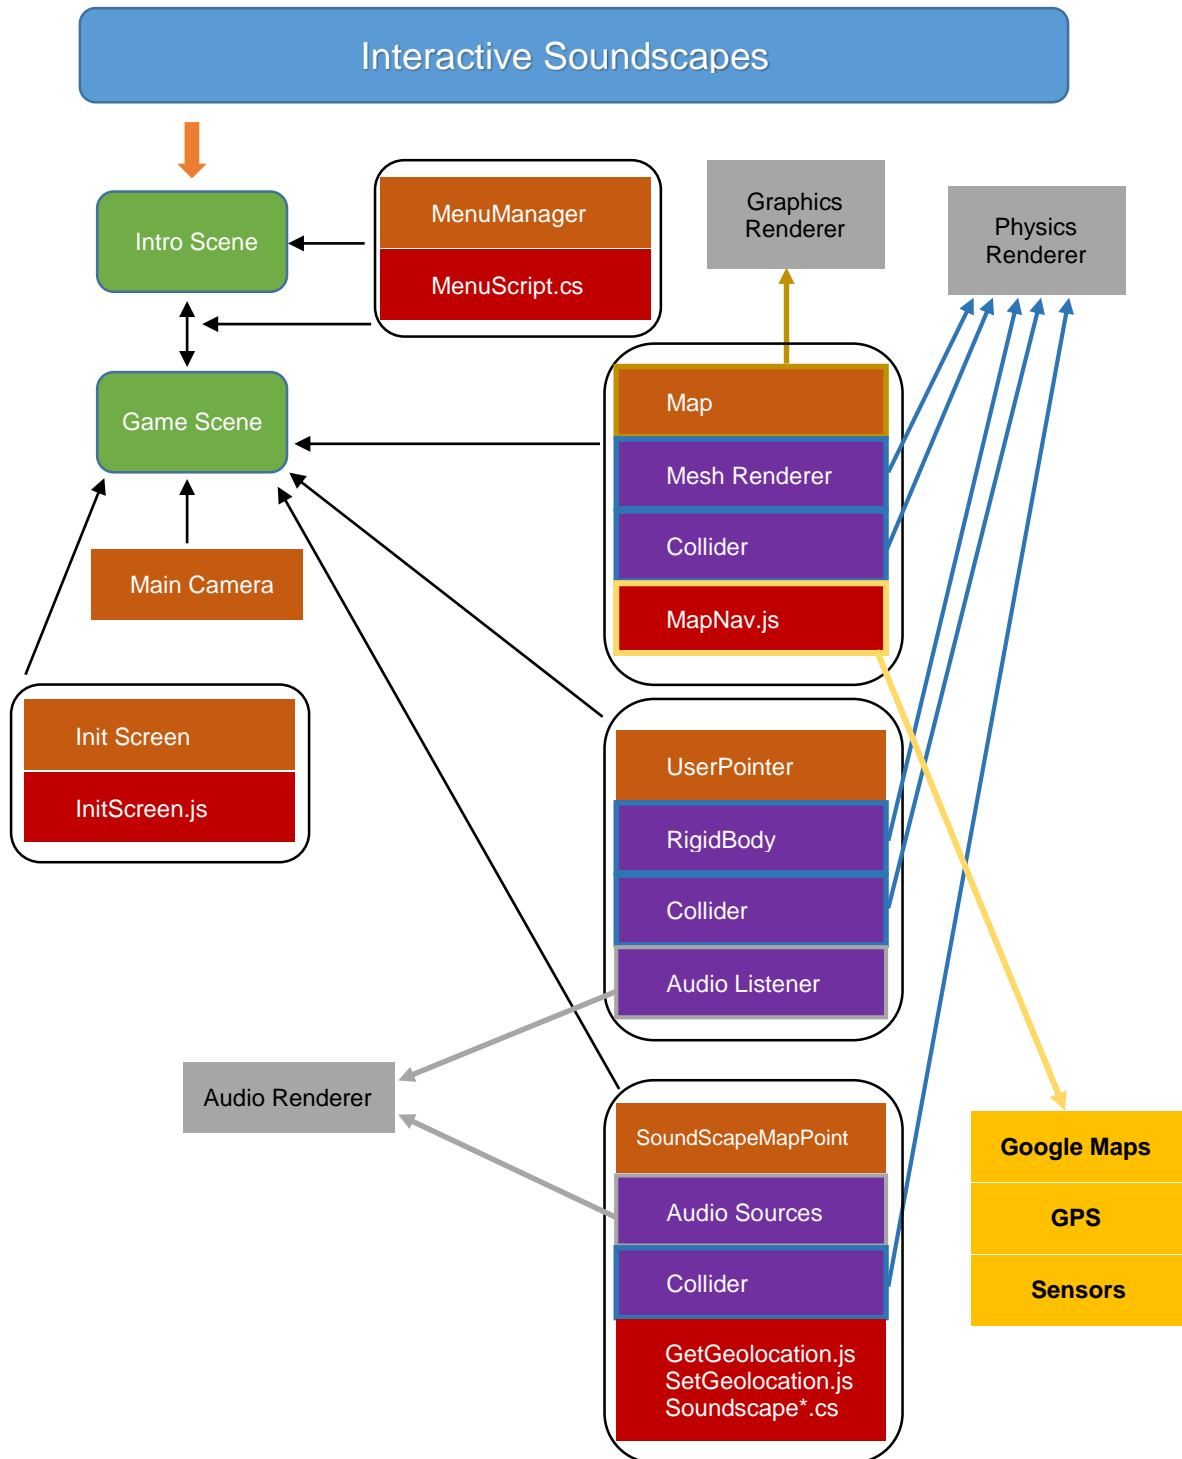 Interactive Soundscapes
MenuManager
MenuScript.cs
Intro Scene
Graphics
Renderer
Physics
Renderer
Game Scene
Map
Mesh Renderer
Collider
MapNav.js
Main Camera
Init Screen
InitScreen.js
UserPointer
RigidBody
Collider
Audio Listener
Audio Renderer
SoundScapeMapPoint
Audio Sources
Collider
GetGeolocation.js
SetGeolocation.js
Soundscape*.cs
Google Maps
GPS
Sensors